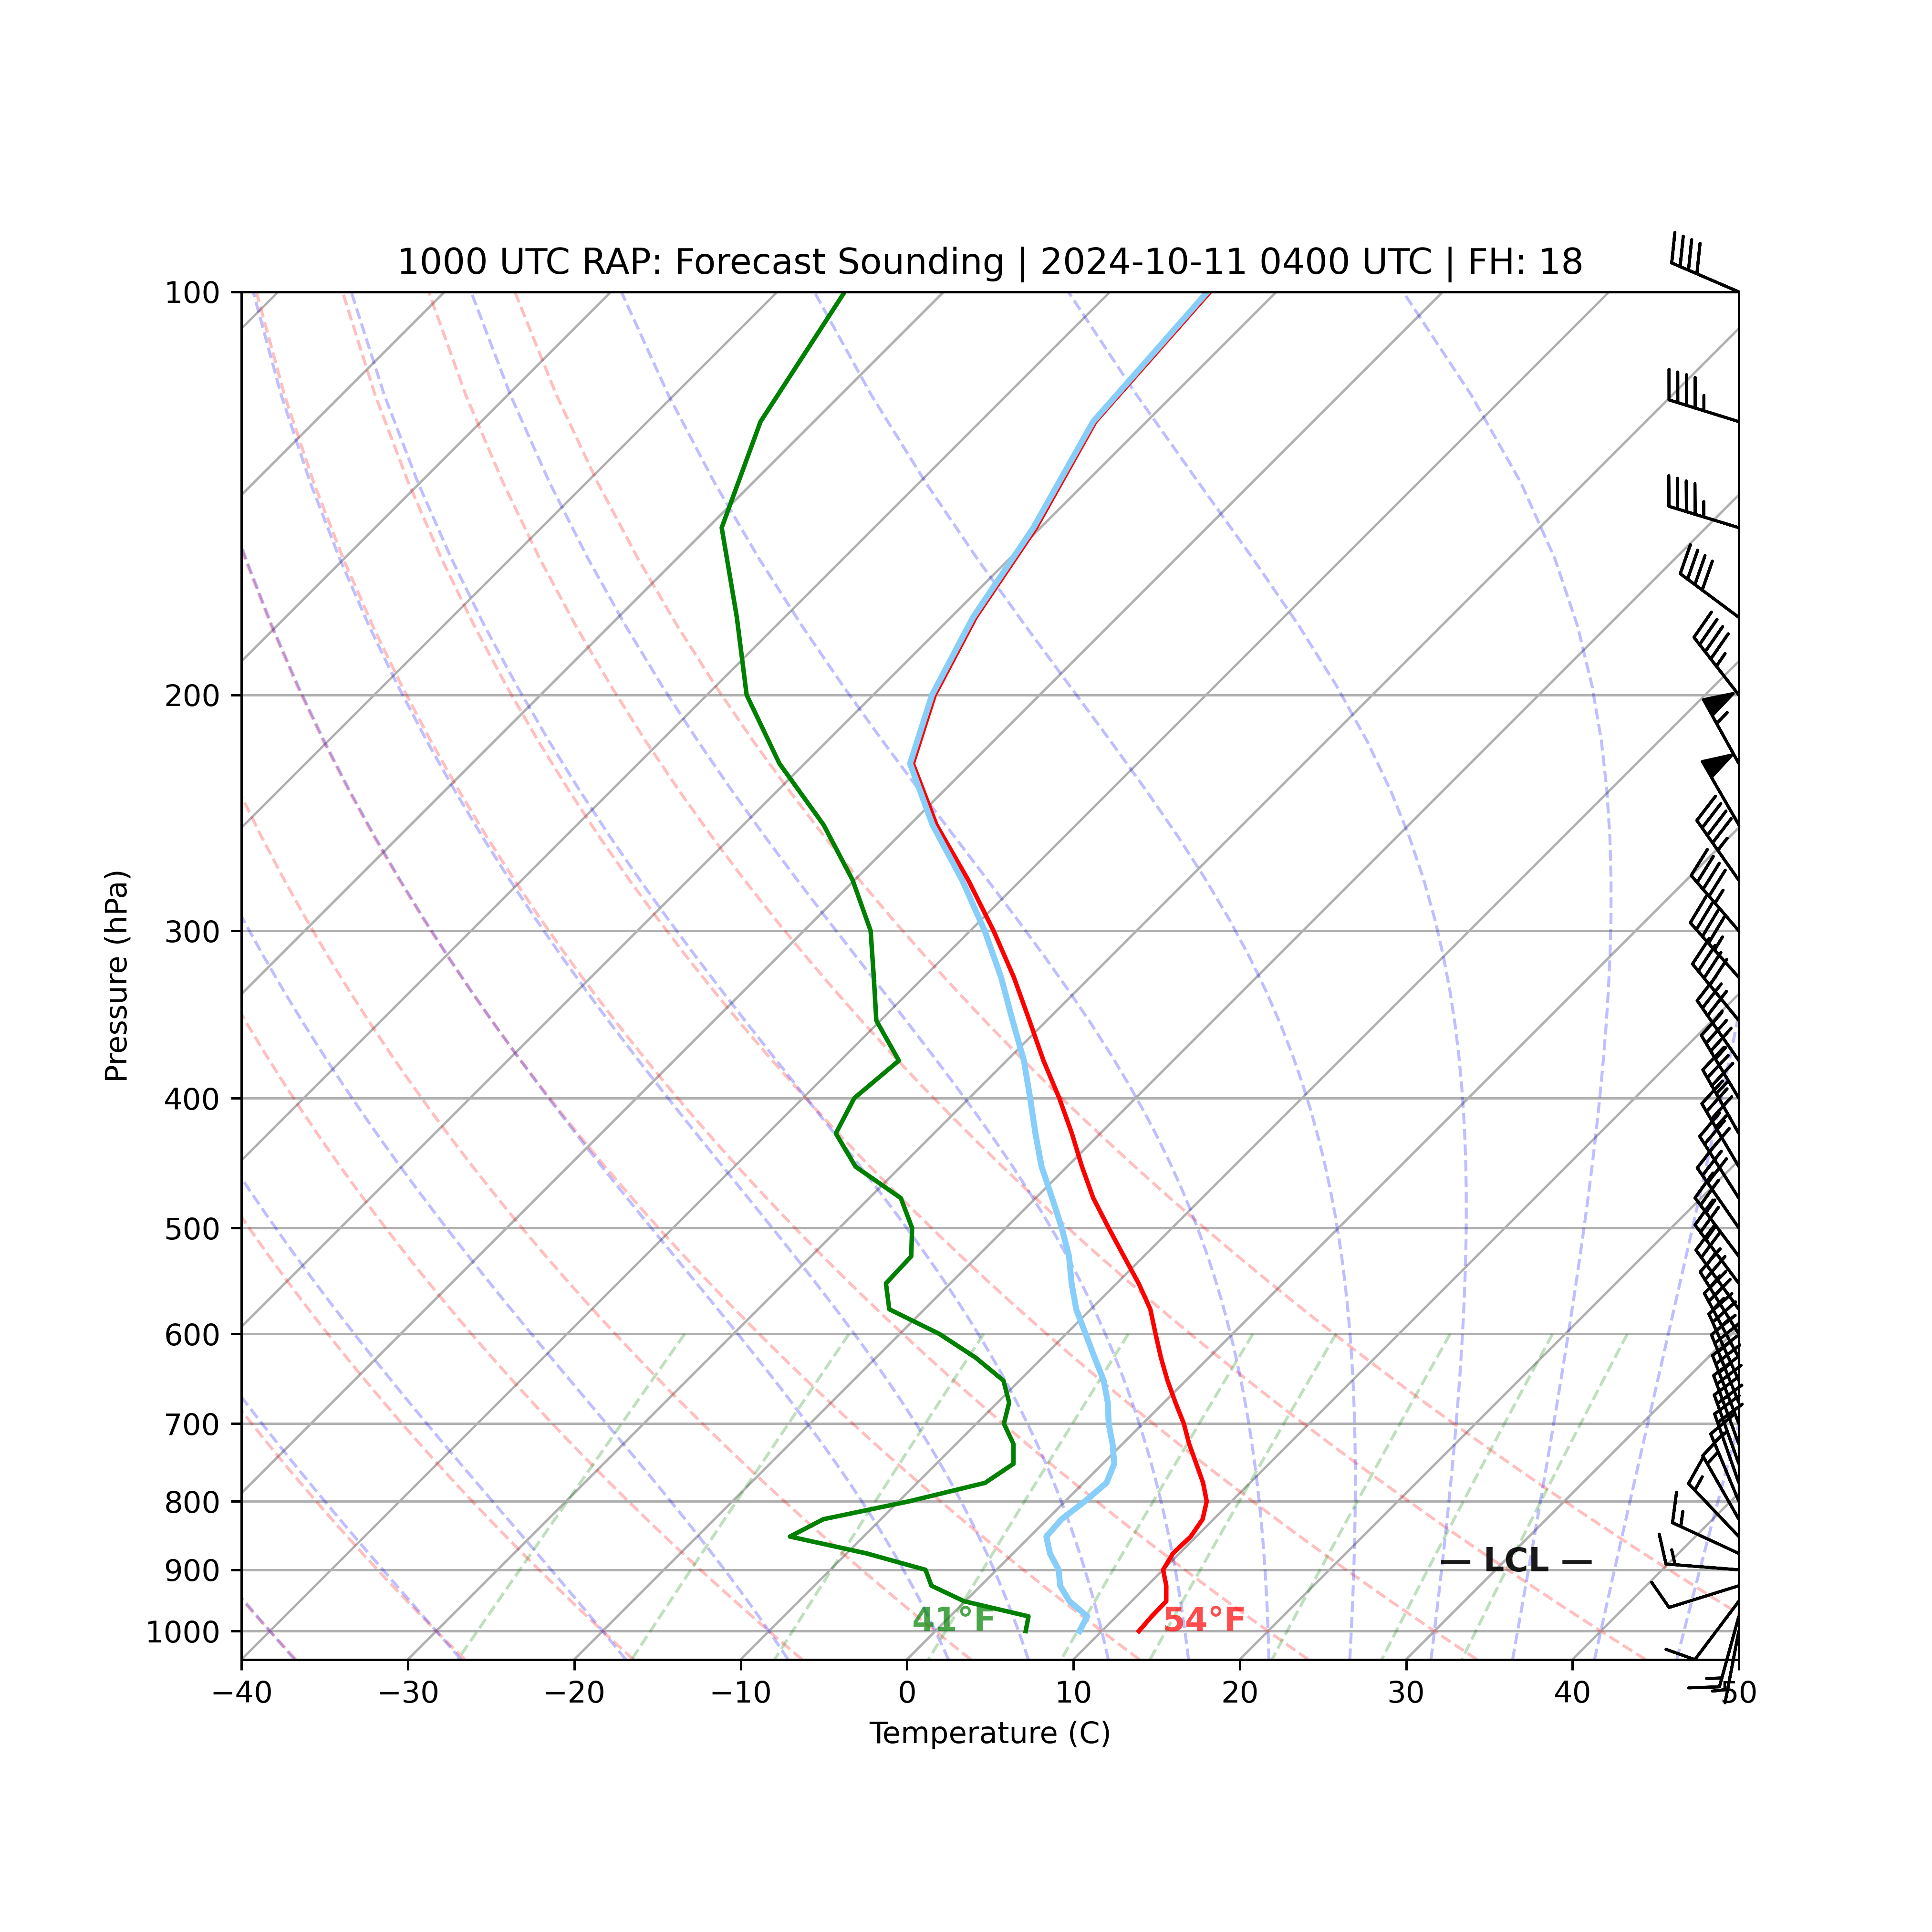 1000 UTC RAP: Forecast Sounding | 2024-10-11 0400 UTC | FH: 18
100
200
300
400
500
600
700
800
900
1000
Pressure (hPa)
— LCL —
41°F
54°F
−40 −30 −20 −10 0 10 20 30 40 50
Temperature (C)